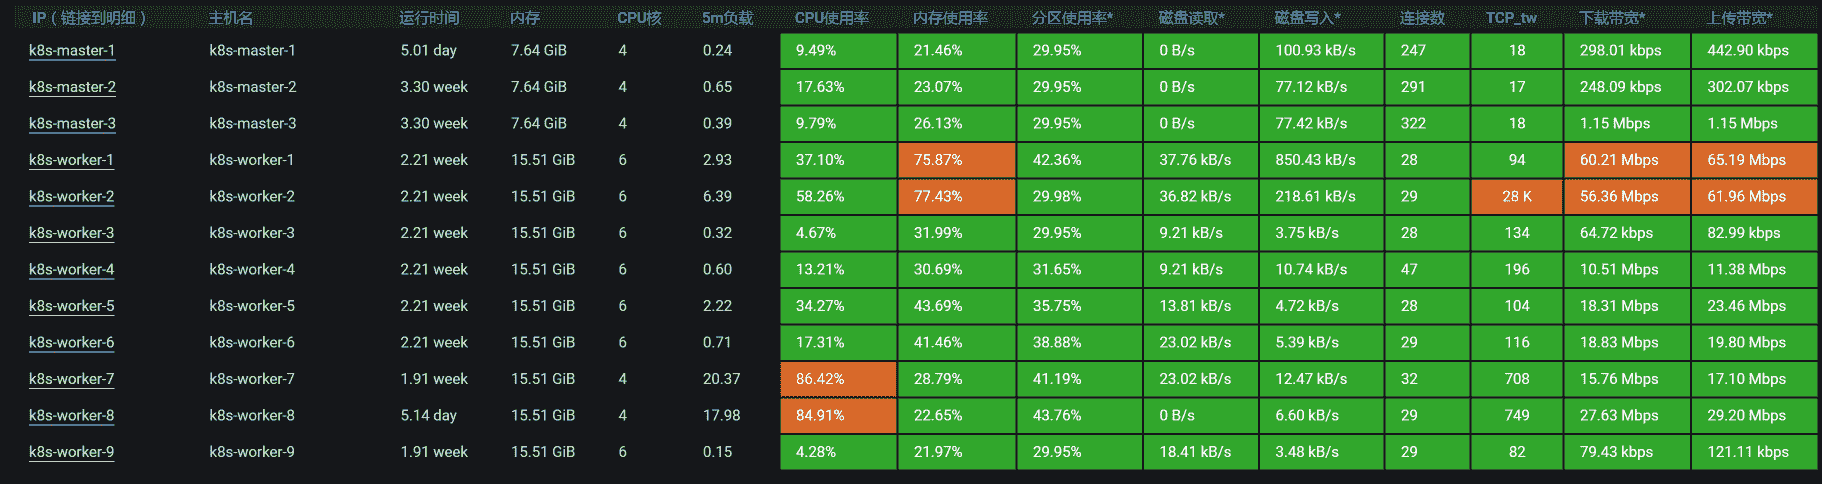 IP（链接到明细） 主机名 运行时间 内存 CPU核 5m负载 CPU使用率 内存使用率 分区使用率* 磁盘读取* 磁盘写入* 连接数 TCP_tw 下载带宽* 上传带宽*
k8s-master-1 k8s-master-1 5.01 day 7.64 GiB 4 0.24 9.49% 21.46% 29.95% 0 B/s 100.93 kB/s 247 18 298.01 kbps 442.90 kbps
k8s-master-2 k8s-master-2 3.30 week 7.64 GiB 4 0.65 17.63% 23.07% 29.95% 0 B/s 77.12 kB/s 291 17 248.09 kbps 302.07 kbps
k8s-master-3 k8s-master-3 3.30 week 7.64 GiB 4 0.39 9.79% 26.13% 29.95% 0 B/s 77.42 kB/s 322 18 1.15 Mbps 1.15 Mbps
k8s-worker-1 k8s-worker-1 2.21 week 15.51 GiB 6 2.93 37.10% 75.87% 42.36% 37.76 kB/s 850.43 kB/s 28 94 60.21 Mbps 65.19 Mbps
k8s-worker-2 k8s-worker-2 2.21 week 15.51 GiB 6 6.39 58.26% 77.43% 29.98% 36.82 kB/s 218.61 kB/s 29 28 K 56.36 Mbps 61.96 Mbps
k8s-worker-3 k8s-worker-3 2.21 week 15.51 GiB 6 0.32 4.67% 31.99% 29.95% 9.21 kB/s 3.75 kB/s 28 134 64.72 kbps 82.99 kbps
k8s-worker-4 k8s-worker-4 2.21 week 15.51 GiB 6 0.60 13.21% 30.69% 31.65% 9.21 kB/s 10.74 kB/s 47 196 10.51 Mbps 11.38 Mbps
k8s-worker-5 k8s-worker-5 2.21 week 15.51 GiB 6 2.22 34.27% 43.69% 35.75% 13.81 kB/s 4.72 kB/s 28 104 18.31 Mbps 23.46 Mbps
k8s-worker-6 k8s-worker-6 2.21 week 15.51 GiB 6 0.71 17.31% 41.46% 38.88% 23.02 kB/s 5.39 kB/s 29 116 18.83 Mbps 19.80 Mbps
k8s-worker-7 k8s-worker-7 1.91 week 15.51 GiB 4 20.37 86.42% 28.79% 41.19% 23.02 kB/s 12.47 kB/s 32 708 15.76 Mbps 17.10 Mbps
k8s-worker-8 k8s-worker-8 5.14 day 15.51 GiB 4 17.98 84.91% 22.65% 43.76% 0 B/s 6.60 kB/s 29 749 27.63 Mbps 29.20 Mbps
k8s-worker-9 k8s-worker-9 1.91 week 15.51 GiB 6 0.15 4.28% 21.97% 29.95% 18.41 kB/s 3.48 kB/s 29 82 79.43 kbps 121.11 kbps